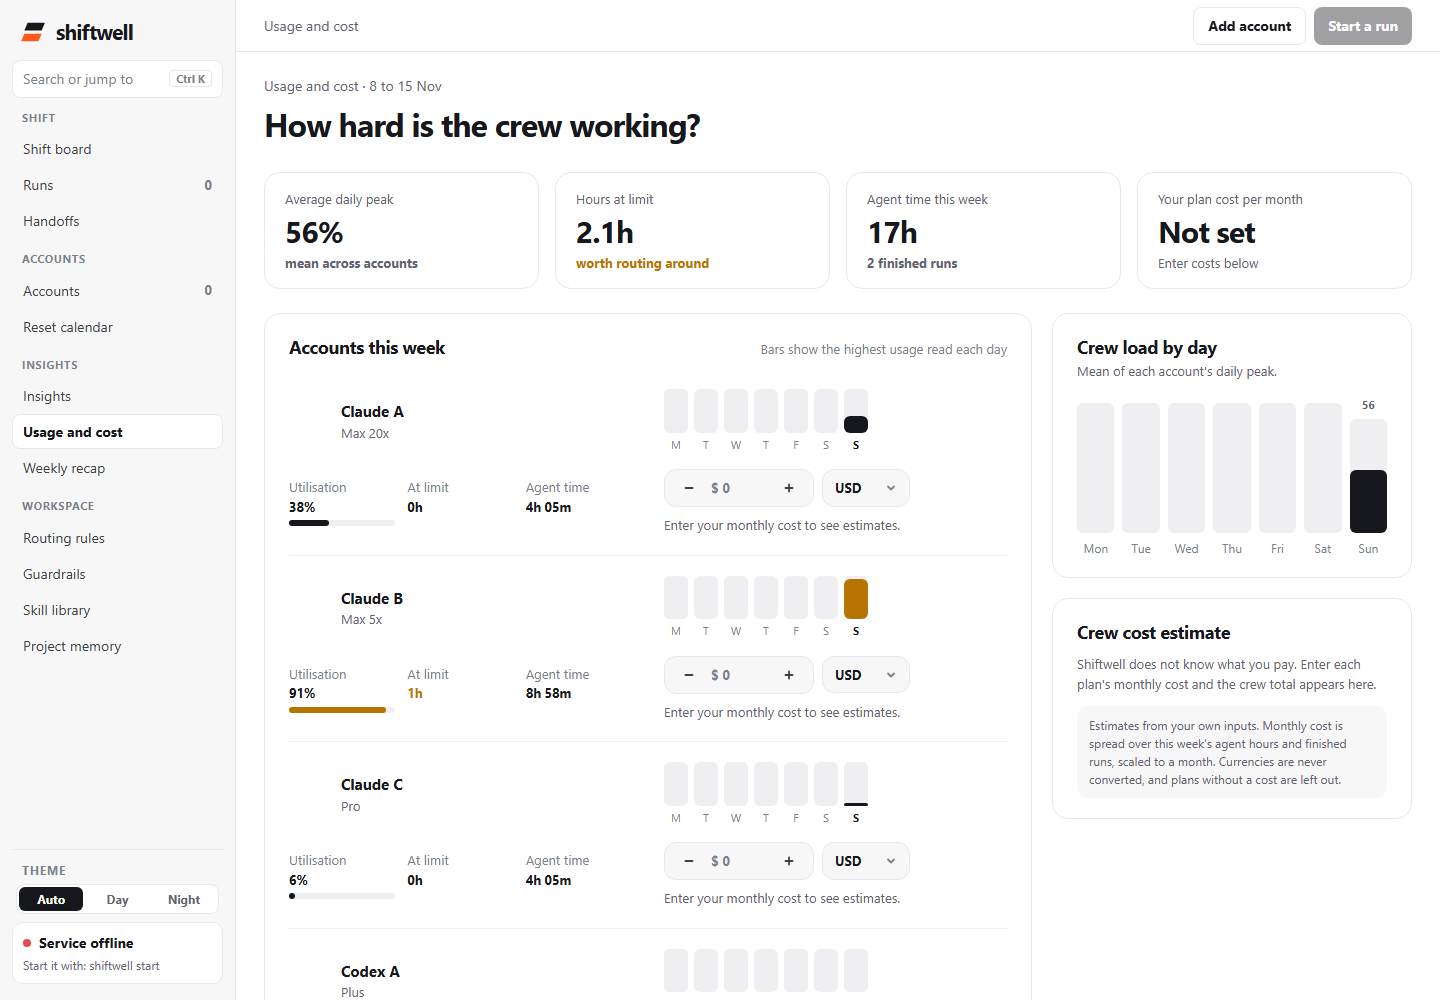 shiftwell
Search or jump to
Ctrl K
SHIFT
Shift board
Runs 0
Handoffs
ACCOUNTS
Accounts 0
Reset calendar
INSIGHTS
Insights
Usage and cost
Weekly recap
WORKSPACE
Routing rules
Guardrails
Skill library
Project memory
THEME
Auto Day Night
Service offline
Start it with: shiftwell start
Usage and cost
Add account
Start a run
Usage and cost · 8 to 15 Nov
How hard is the crew working?
Average daily peak
56%
mean across accounts
Hours at limit
2.1h
worth routing around
Agent time this week
17h
2 finished runs
Your plan cost per month
Not set
Enter costs below
Accounts this week
Bars show the highest usage read each day
Claude A
Max 20x
M T W T F S S
Utilisation At limit Agent time
38% 0h 4h 05m
− $ 0 + USD
Enter your monthly cost to see estimates.
Claude B
Max 5x
M T W T F S S
Utilisation At limit Agent time
91% 1h 8h 58m
− $ 0 + USD
Enter your monthly cost to see estimates.
Claude C
Pro
M T W T F S S
Utilisation At limit Agent time
6% 0h 4h 05m
− $ 0 + USD
Enter your monthly cost to see estimates.
Codex A
Plus
Crew load by day
Mean of each account's daily peak.
56
Mon Tue Wed Thu Fri Sat Sun
Crew cost estimate
Shiftwell does not know what you pay. Enter each
plan's monthly cost and the crew total appears here.
Estimates from your own inputs. Monthly cost is
spread over this week's agent hours and finished
runs, scaled to a month. Currencies are never
converted, and plans without a cost are left out.